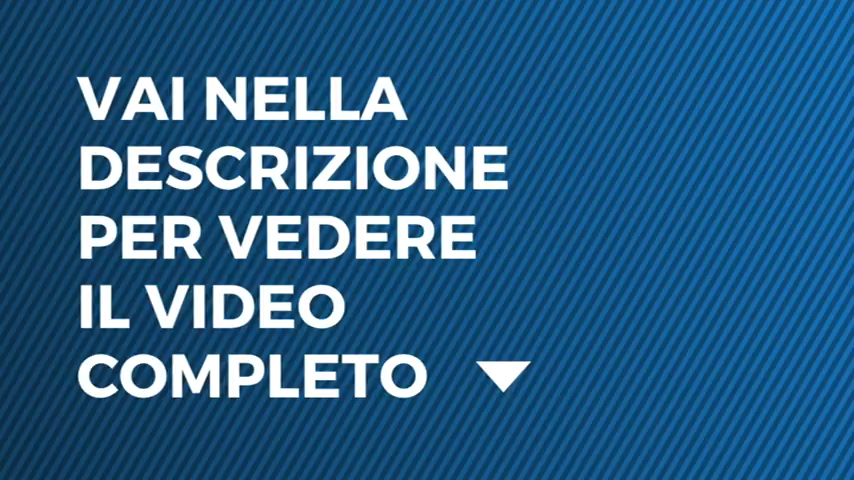 VAI NELLA
DESCRIZIONE
PER VEDERE
IL VIDEO
COMPLETO